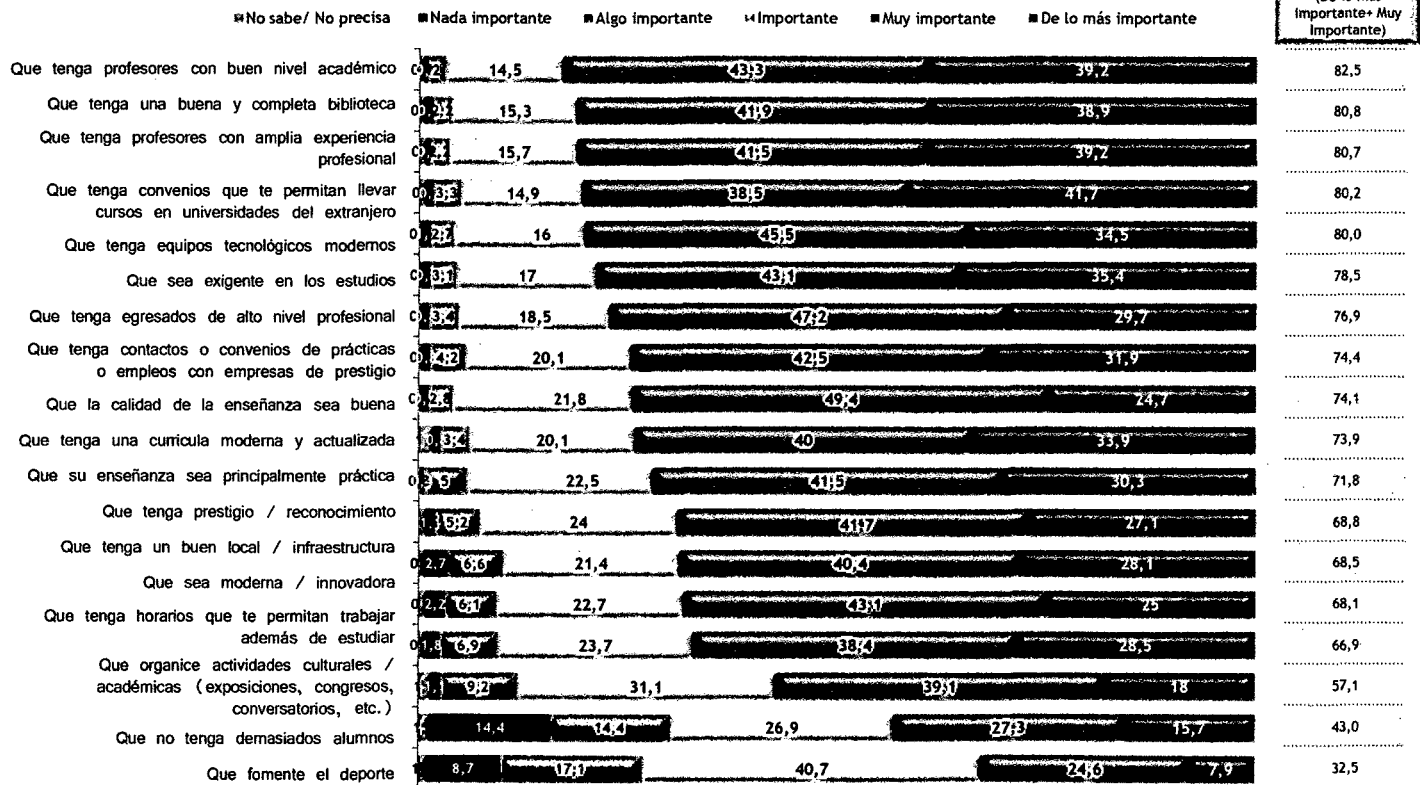 No sabe/ No precisa Nada importante Algo importante Importante Muy importante De lo más importante
importante+ Muy
Importante)
Que tenga profesores con buen nivel académico 14,5 43,3 39,2 82,5
Que tenga una buena y completa biblioteca 15,3 41,9 38,9 80,8
Que tenga profesores con amplia experiencia
profesional 15,7 41,5 39,2 80,7
Que tenga convenios que te permitan llevar
cursos en universidades del extranjero 3,3 14,9 38,5 41,7 80,2
Que tenga equipos tecnológicos modernos 2,7 16 45,5 34,5 80,0
Que sea exigente en los estudios 3,1 17 43,1 35,4 78,5
Que tenga egresados de alto nivel profesional 3,4 18,5 47,2 29,7 76,9
Que tenga contactos o convenios de prácticas
o empleos con empresas de prestigio 4,2 20,1 42,5 31,9 74,4
Que la calidad de la enseñanza sea buena 2,8 21,8 49,4 24,7 74,1
Que tenga una curricula moderna y actualizada 3,4 20,1 40 33,9 73,9
Que su enseñanza sea principalmente práctica 5 22,5 41,5 30,3 71,8
Que tenga prestigio / reconocimiento 5,2 24 41,7 27,1 68,8
Que tenga un buen local / infraestructura 2,7 6,6 21,4 40,4 28,1 68,5
Que sea moderna / innovadora 2,2 6,1 22,7 43,1 25 68,1
Que tenga horarios que te permitan trabajar
además de estudiar 1,8 6,9 23,7 38,4 28,5 66,9
Que organice actividades culturales /
académicas (exposiciones, congresos,
conversatorios, etc.) 9,2 31,1 39,1 18 57,1
Que no tenga demasiados alumnos 14,4 14,4 26,9 27,3 15,7 43,0
Que fomente el deporte 8,7 17,1 40,7 24,6 7,9 32,5